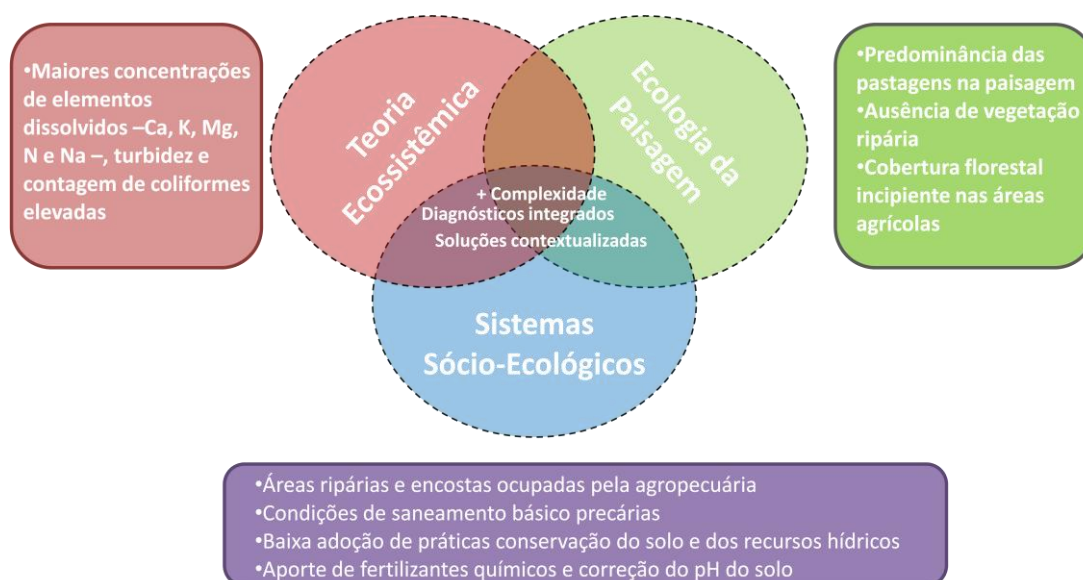 •Maiores concentrações
de elementos
dissolvidos –Ca, K, Mg,
N e Na –, turbidez e
contagem de coliformes
elevadas
Teoria
Ecossistêmica
Ecologia da
Paisagem
•Predominância das
pastagens na paisagem
•Ausência de vegetação
ripária
•Cobertura florestal
incipiente nas áreas
agrícolas
+ Complexidade
Diagnósticos integrados
Soluções contextualizadas
Sistemas
Sócio-Ecológicos
•Áreas ripárias e encostas ocupadas pela agropecuária
•Condições de saneamento básico precárias
•Baixa adoção de práticas conservação do solo e dos recursos hídricos
•Aporte de fertilizantes químicos e correção do pH do solo